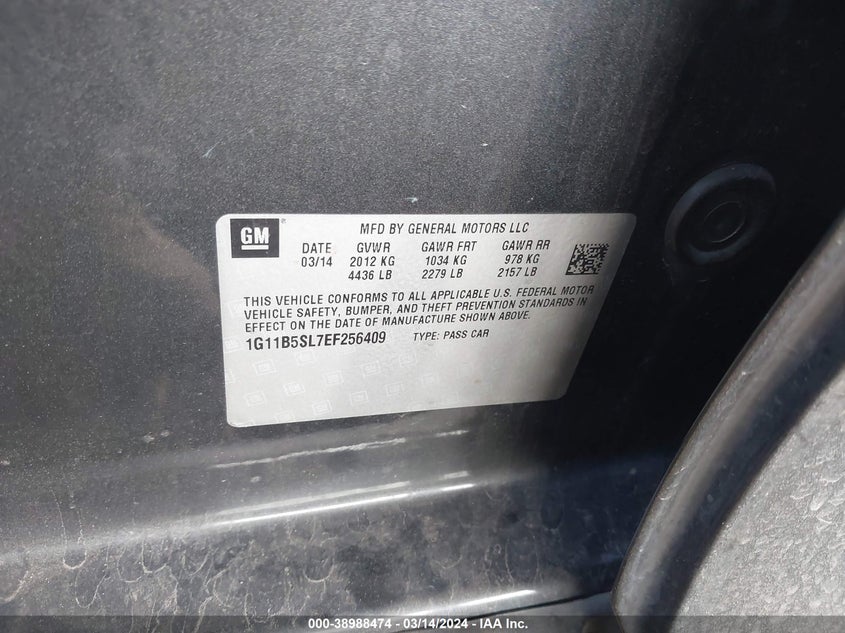 GM
MFD BY GENERAL MOTORS LLC
DATE GVWR GAWR FRT GAWR RR
03/14 2012 KG 1034 KG 978 KG
4436 LB 2279 LB 2157 LB
THIS VEHICLE CONFORMS TO ALL APPLICABLE U.S. FEDERAL MOTOR
VEHICLE SAFETY, BUMPER, AND THEFT PREVENTION STANDARDS IN
EFFECT ON THE DATE OF MANUFACTURE SHOWN ABOVE.
1G11B5SL7EF256409 TYPE: PASS CAR
000-38988474 - 03/14/2024 - IAA Inc.